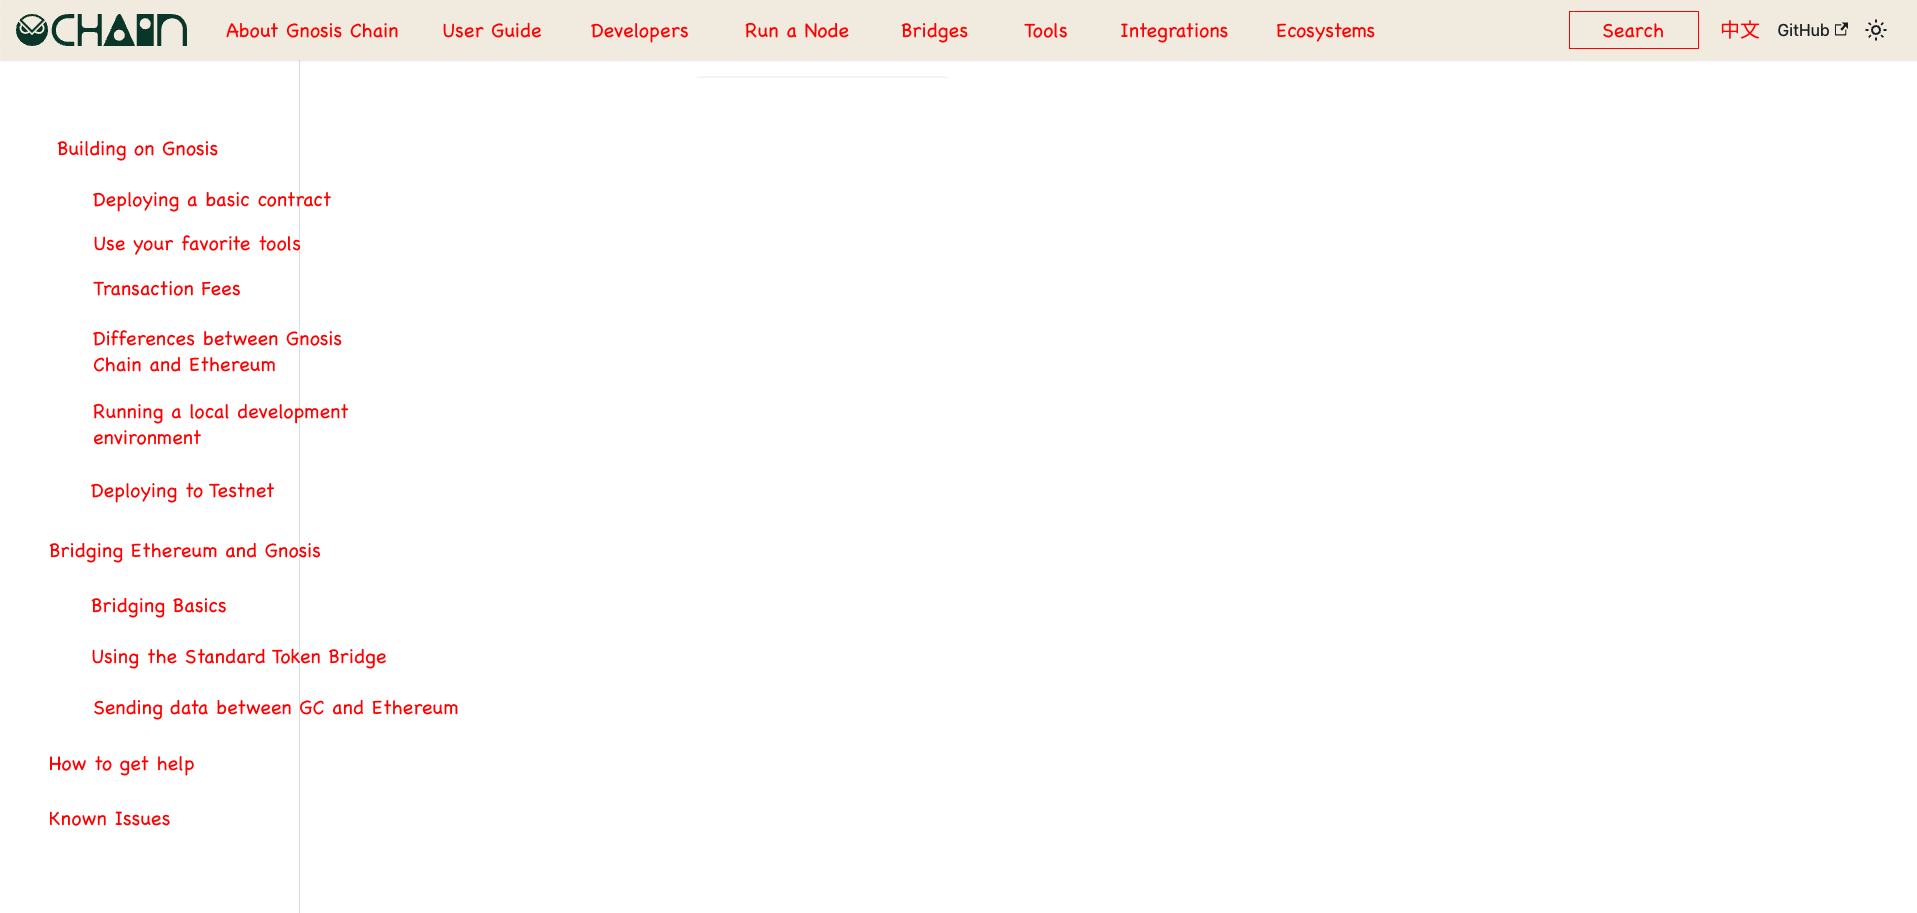 CHAIN
About Gnosis Chain
User Guide
Developers
Run a Node
Bridges
Tools
Integrations
Ecosystems
Search
中文
GitHub
Building on Gnosis
Deploying a basic contract
Use your favorite tools
Transaction Fees
Differences between Gnosis
Chain and Ethereum
Running a local development
environment
Deploying to Testnet
Bridging Ethereum and Gnosis
Bridging Basics
Using the Standard Token Bridge
Sending data between GC and Ethereum
How to get help
Known Issues